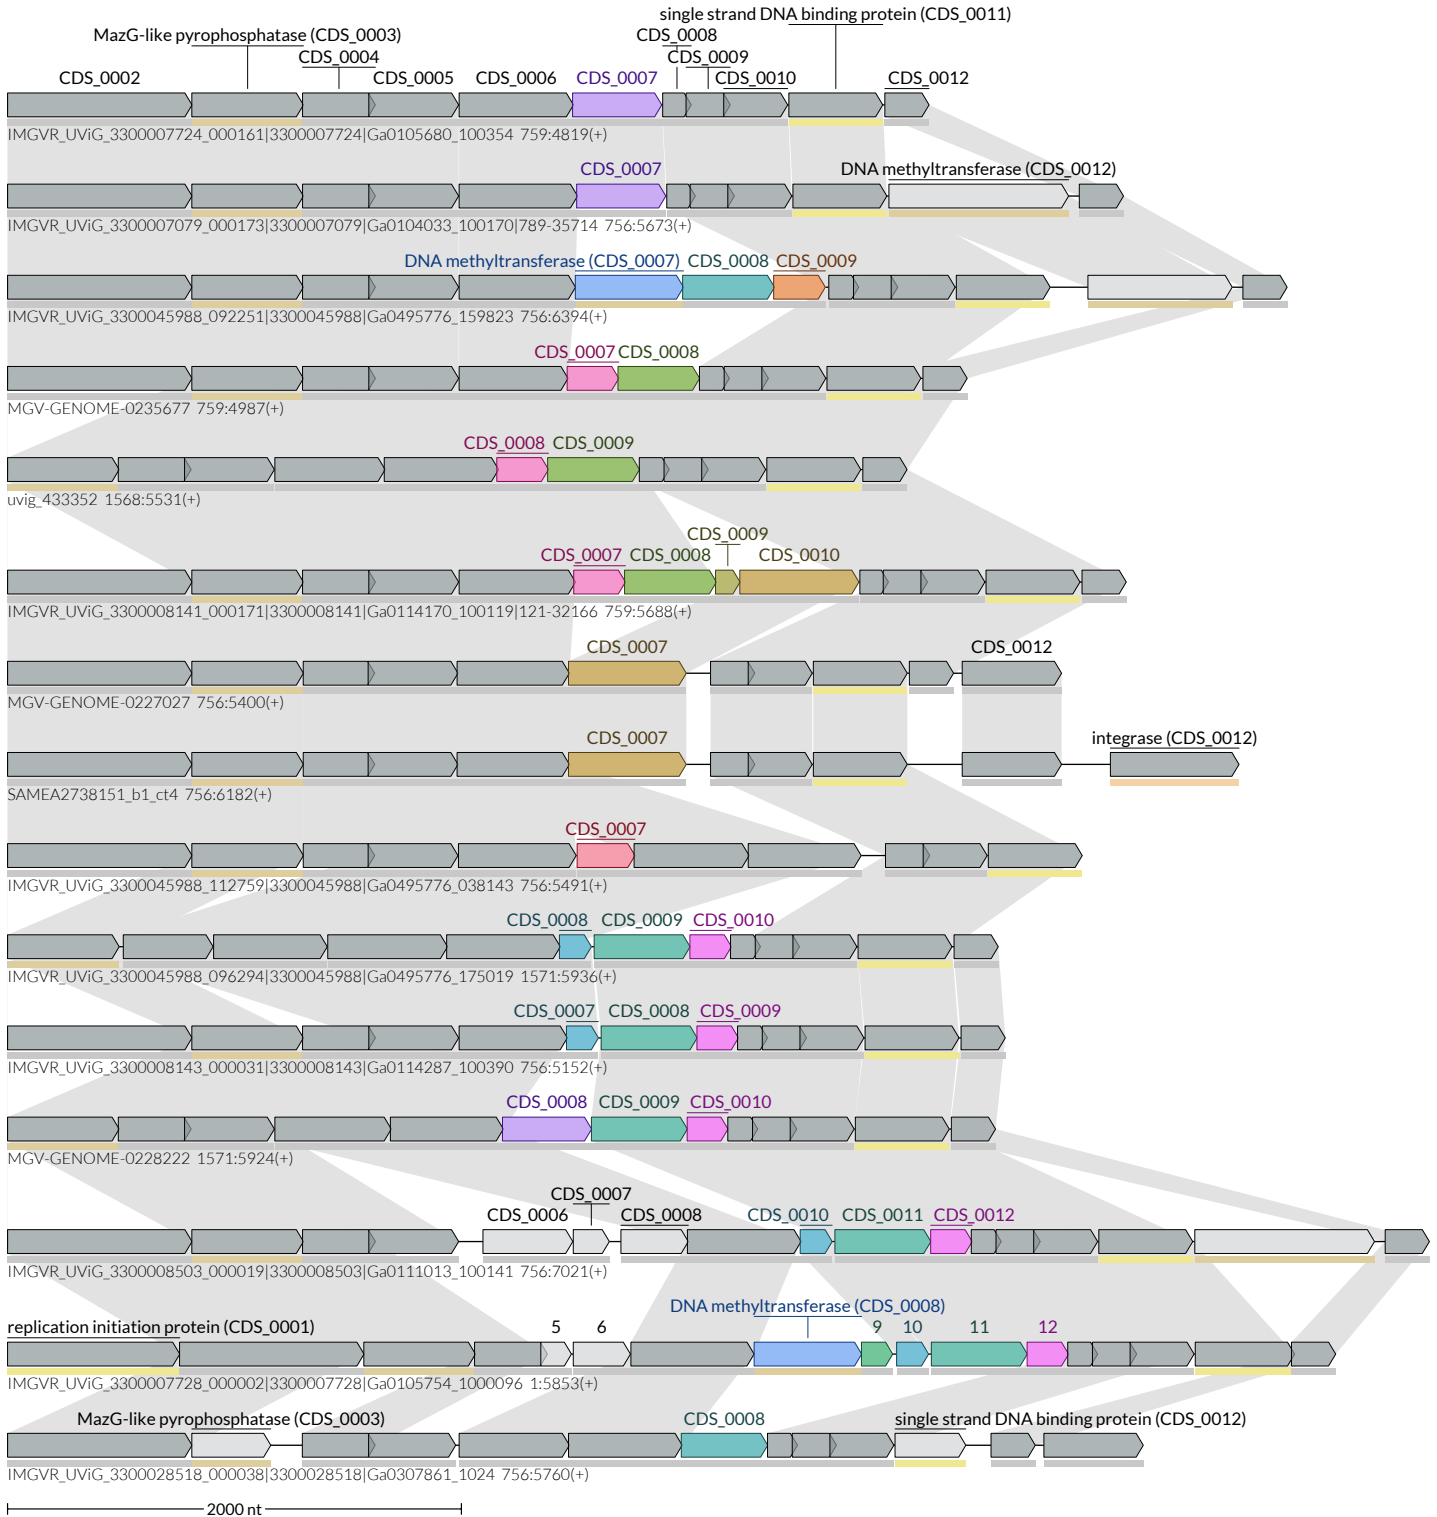 single strand DNA binding protein (CDS_0011)
MazG-like pyrophosphatase (CDS_0003) CDS_0008
CDS_0004 CDS_0009
CDS_0002 CDS_0005 CDS_0006 CDS_0007 CDS_0010 CDS_0012
IMGVR_UViG_3300007724_000161|3300007724|Ga0105680_100354 759:4819(+)
CDS_0007 DNA methyltransferase (CDS_0012)
IMGVR_UViG_3300007079_000173|3300007079|Ga0104033_100170|789-35714 756:5673(+)
DNA methyltransferase (CDS_0007) CDS_0008 CDS_0009
IMGVR_UViG_3300045988_092251|3300045988|Ga0495776_159823 756:6394(+)
CDS_0007 CDS_0008
MGV-GENOME-0235677 759:4987(+)
CDS_0008 CDS_0009
uvig_433352 1568:5531(+)
CDS_0009
CDS_0007 CDS_0008 CDS_0010
IMGVR_UViG_3300008141_000171|3300008141|Ga0114170_100119|121-32166 759:5688(+)
CDS_0007 CDS_0012
MGV-GENOME-0227027 756:5400(+)
CDS_0007 integrase (CDS_0012)
SAMEA2738151_b1_ct4 756:6182(+)
CDS_0007
IMGVR_UViG_3300045988_112759|3300045988|Ga0495776_038143 756:5491(+)
CDS_0008 CDS_0009 CDS_0010
IMGVR_UViG_3300045988_096294|3300045988|Ga0495776_175019 1571:5936(+)
CDS_0007 CDS_0008 CDS_0009
IMGVR_UViG_3300008143_000031|3300008143|Ga0114287_100390 756:5152(+)
CDS_0008 CDS_0009 CDS_0010
MGV-GENOME-0228222 1571:5924(+)
CDS_0007
CDS_0006 CDS_0008 CDS_0010 CDS_0011 CDS_0012
IMGVR_UViG_3300008503_000019|3300008503|Ga0111013_100141 756:7021(+)
DNA methyltransferase (CDS_0008)
replication initiation protein (CDS_0001) 5 6 9 10 11 12
IMGVR_UViG_3300007728_000002|3300007728|Ga0105754_1000096 1:5853(+)
MazG-like pyrophosphatase (CDS_0003) CDS_0008 single strand DNA binding protein (CDS_0012)
IMGVR_UViG_3300028518_000038|3300028518|Ga0307861_1024 756:5760(+)
2000 nt